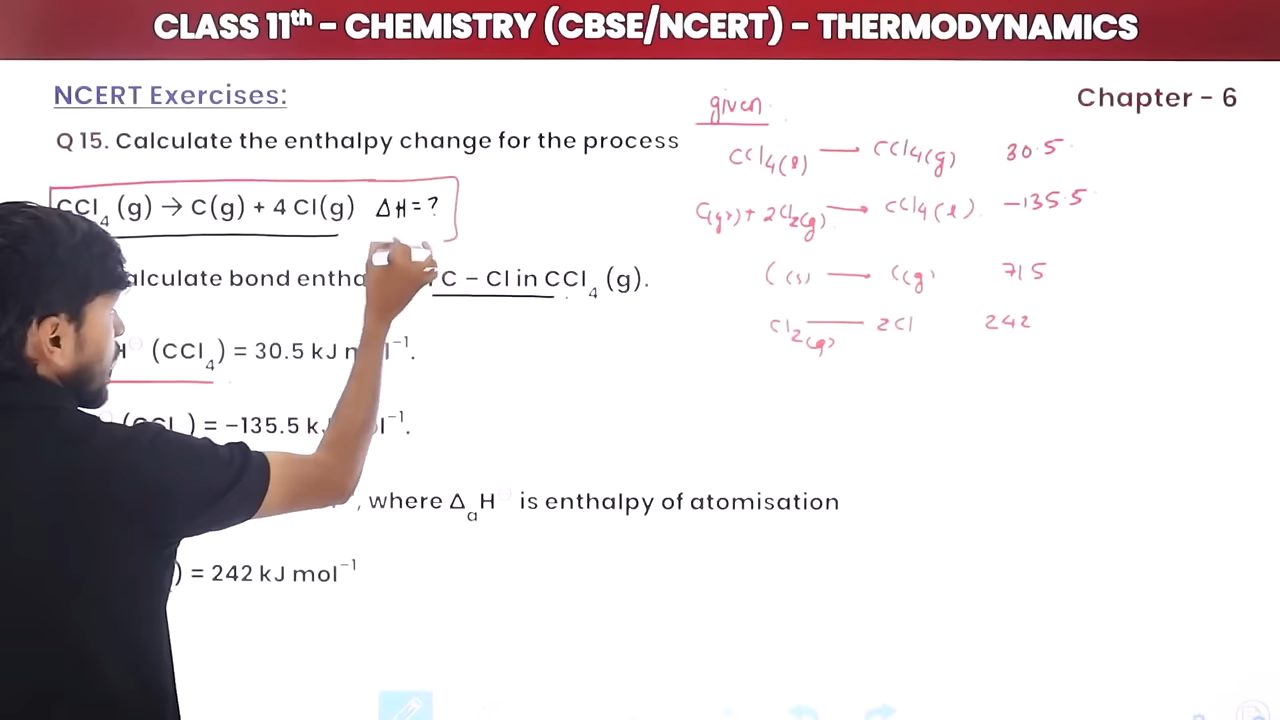 CLASS 11th – CHEMISTRY (CBSE/NCERT) – THERMODYNAMICS
NCERT Exercises:
Chapter – 6
Q 15. Calculate the enthalpy change for the process
CCl4 (g) → C(g) + 4 Cl(g) ΔH = ?
alculate bond entha C – Cl in CCl4 (g).
H (CCl4) = 30.5 kJ m l⁻¹.
(CCl ) = –135.5 k l⁻¹.
, where ΔaH⊖ is enthalpy of atomisation
) = 242 kJ mol⁻¹
given
CCl4(l) → CCl4(g) 30.5
C(gr) + 2Cl2(g) → CCl4(l) –135.5
C(s) → C(g) 715
Cl2(g) — 2Cl 242